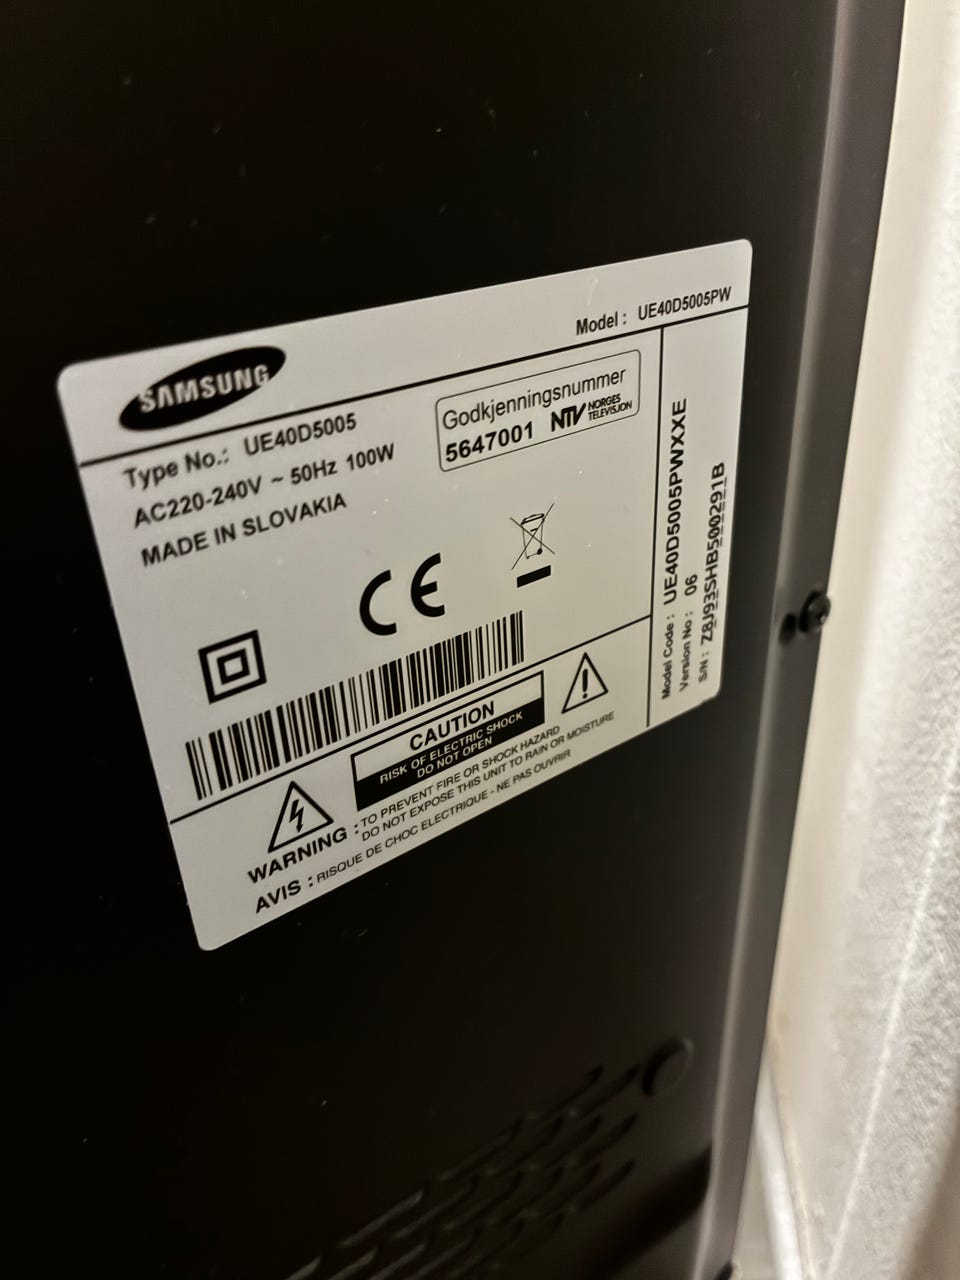 SAMSUNG
Model : UE40D5005PW
Type No.: UE40D5005
AC220-240V ~ 50Hz 100W
MADE IN SLOVAKIA
Godkjenningsnummer
5647001 NTV NORGES TELEVISJON
CE
Model Code : UE40D5005PWXXE
Version No : 06
S/N : Z8J93SHB500291B
CAUTION
RISK OF ELECTRIC SHOCK
DO NOT OPEN
WARNING : TO PREVENT FIRE OR SHOCK HAZARD
DO NOT EXPOSE THIS UNIT TO RAIN OR MOISTURE
AVIS : RISQUE DE CHOC ELECTRIQUE - NE PAS OUVRIR